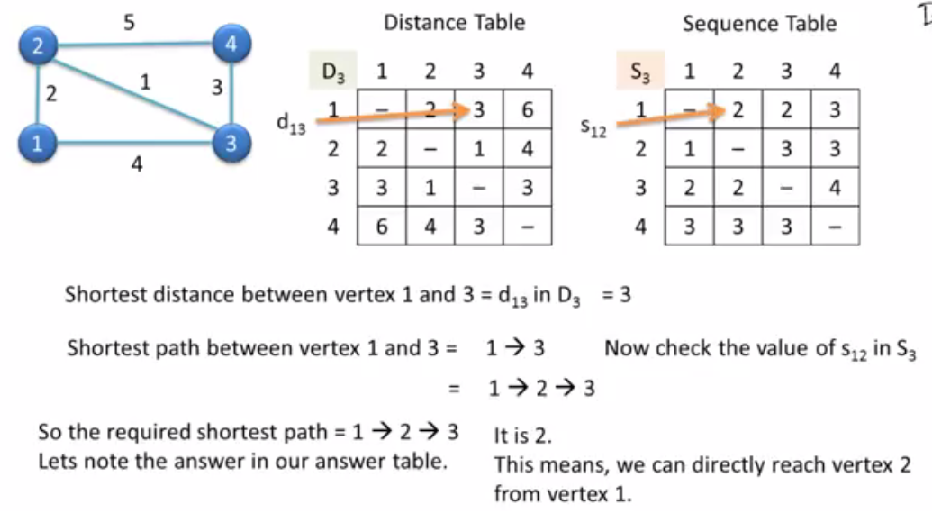 Distance Table
Sequence Table
5
2 4
1 3
2
1 3
4
D₃ 1 2 3 4
d₁₃ 1 – 2 3 6
2 2 – 1 4
3 3 1 – 3
4 6 4 3 –
S₃ 1 2 3 4
s₁₂ 1 – 2 2 3
2 1 – 3 3
3 2 2 – 4
4 3 3 3 –
Shortest distance between vertex 1 and 3 = d₁₃ in D₃ = 3
Shortest path between vertex 1 and 3 = 1 → 3 Now check the value of s₁₂ in S₃
= 1 → 2 → 3
So the required shortest path = 1 → 2 → 3
Lets note the answer in our answer table.
It is 2.
This means, we can directly reach vertex 2
from vertex 1.